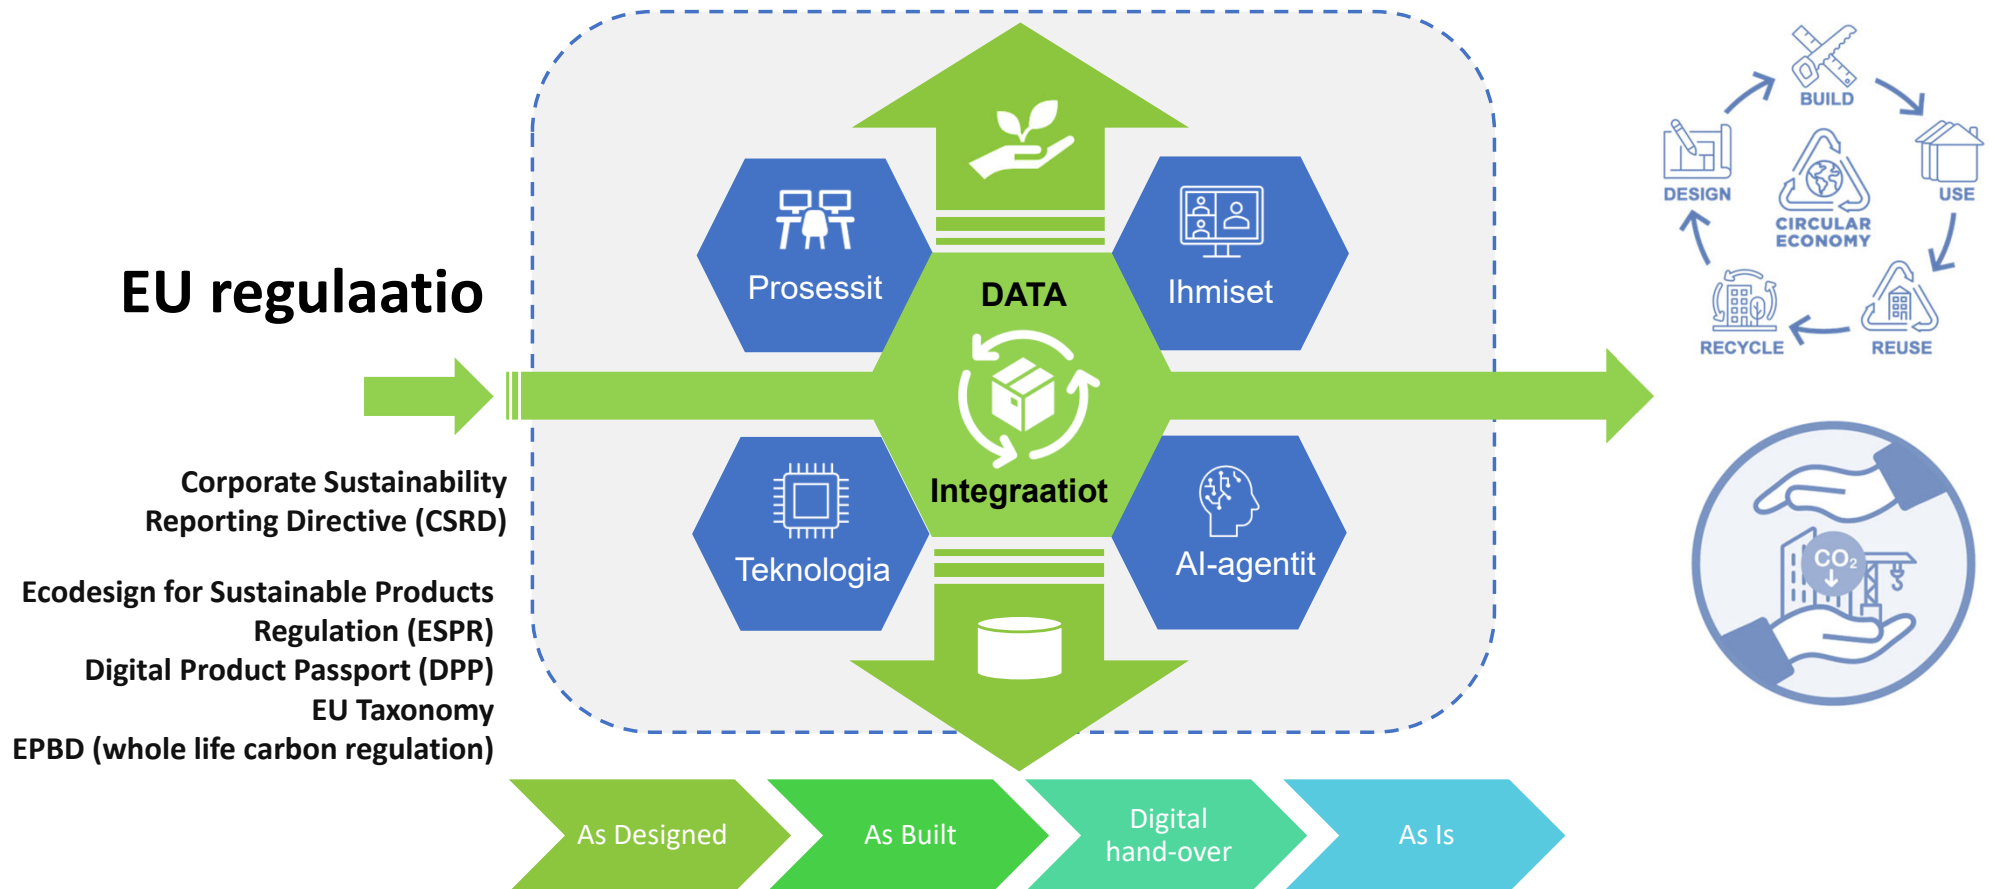 EU regulaatio
Corporate Sustainability
Reporting Directive (CSRD)
Ecodesign for Sustainable Products
Regulation (ESPR)
Digital Product Passport (DPP)
EU Taxonomy
EPBD (whole life carbon regulation)
Prosessit
DATA
Ihmiset
Integraatiot
Teknologia
AI-agentit
BUILD
DESIGN
USE
CIRCULAR
ECONOMY
RECYCLE
REUSE
CO₂
As Designed
As Built
Digital
hand-over
As Is